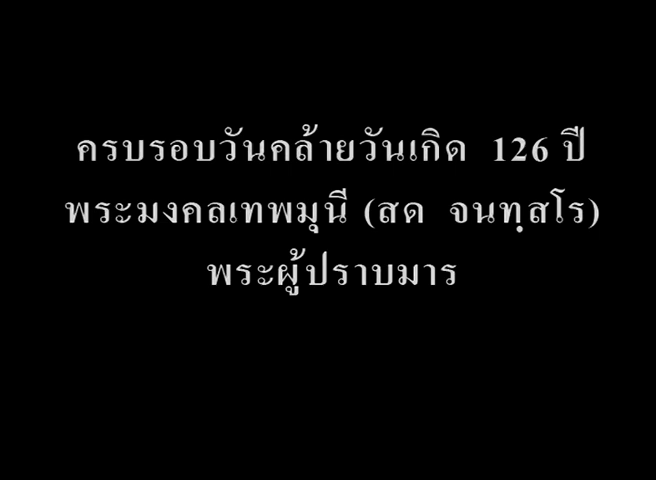 ครบรอบวันคล้ายวันเกิด 126 ปี
พระมงคลเทพมุนี (สด จนทฺสโร)
พระผู้ปราบมาร